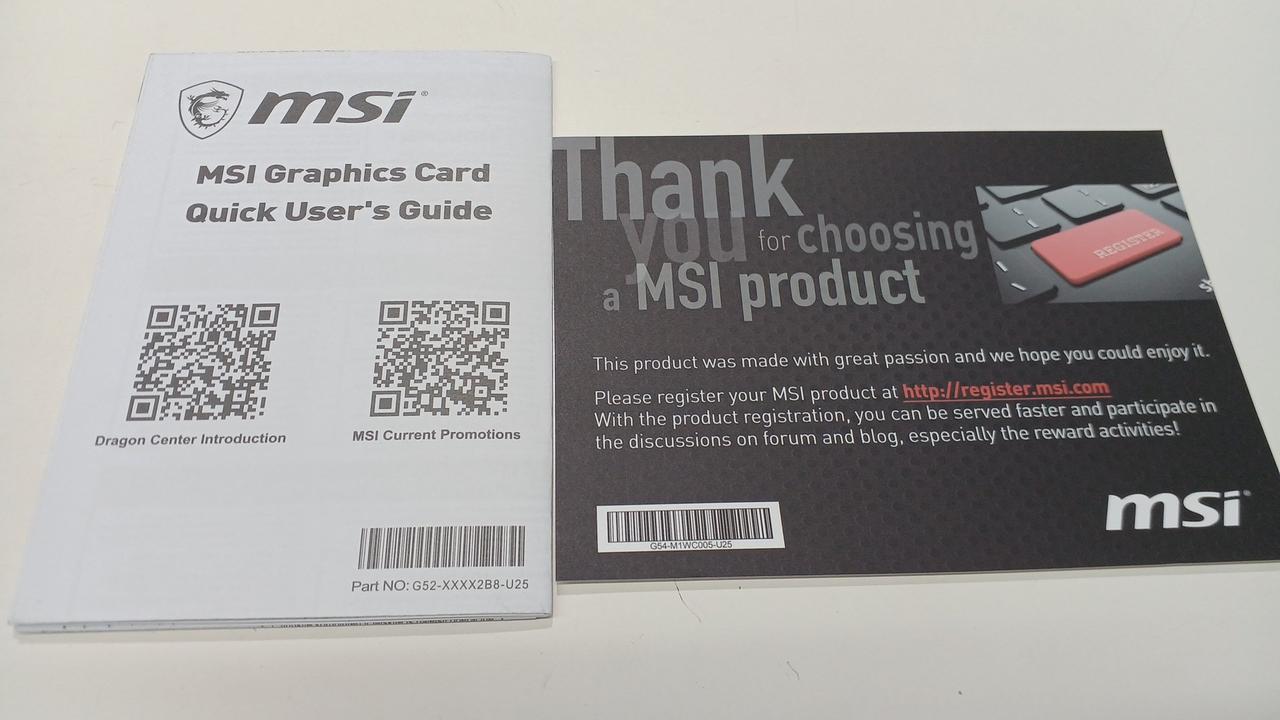 msi
MSI Graphics Card
Quick User's Guide
Dragon Center Introduction
MSI Current Promotions
Part NO: G52-XXXX2B8-U25
Thank
you for choosing
a MSI product
REGISTER
This product was made with great passion and we hope you could enjoy it.
Please register your MSI product at http://register.msi.com
With the product registration, you can be served faster and participate in
the discussions on forum and blog, especially the reward activities!
G54-M1WC005-U25
msi